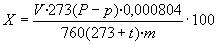 X = V·273(P − p)·0,000804 / 760(273 + t)·m · 100